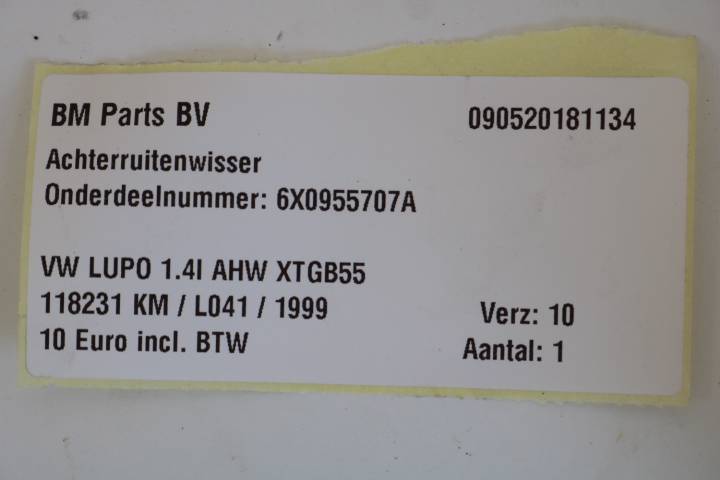 BM Parts BV 090520181134
Achterruitenwisser
Onderdeelnummer: 6X0955707A
VW LUPO 1.4I AHW XTGB55
118231 KM / L041 / 1999 Verz: 10
10 Euro incl. BTW Aantal: 1